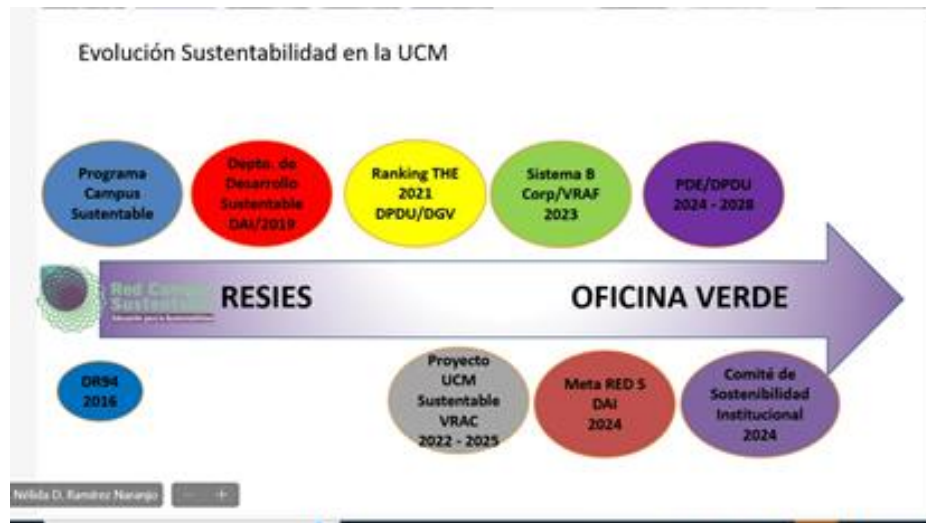 Evolución Sustentabilidad en la UCM
Programa
Campus
Sustentable
Depto. de
Desarrollo
Sustentable
DAI/2019
Ranking THE
2021
DPDU/DGV
Sistema B
Corp/VRAF
2023
PDE/DPDU
2024 - 2028
Red Campus
Sustentable
RESIES
OFICINA VERDE
DR94
2016
Proyecto
UCM
Sustentable
VRAC
2022 - 2025
Meta RED S
DAI
2024
Comité de
Sostenibilidad
Institucional
2024
Nélida D. Ramírez Naranjo